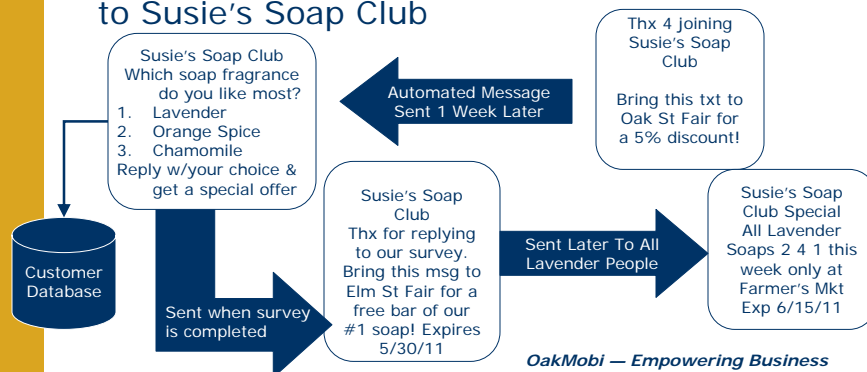 to Susie's Soap Club
Thx 4 joining
Susie's Soap
Club
Bring this txt to
Oak St Fair for
a 5% discount!
Automated Message
Sent 1 Week Later
Susie's Soap Club
Which soap fragrance
do you like most?
1. Lavender
2. Orange Spice
3. Chamomile
Reply w/your choice &
get a special offer
Customer
Database
Sent when survey
is completed
Susie's Soap
Club
Thx for replying
to our survey.
Bring this msg to
Elm St Fair for a
free bar of our
#1 soap! Expires
5/30/11
Sent Later To All
Lavender People
Susie's Soap
Club Special
All Lavender
Soaps 2 4 1 this
week only at
Farmer's Mkt
Exp 6/15/11
OakMobi — Empowering Business